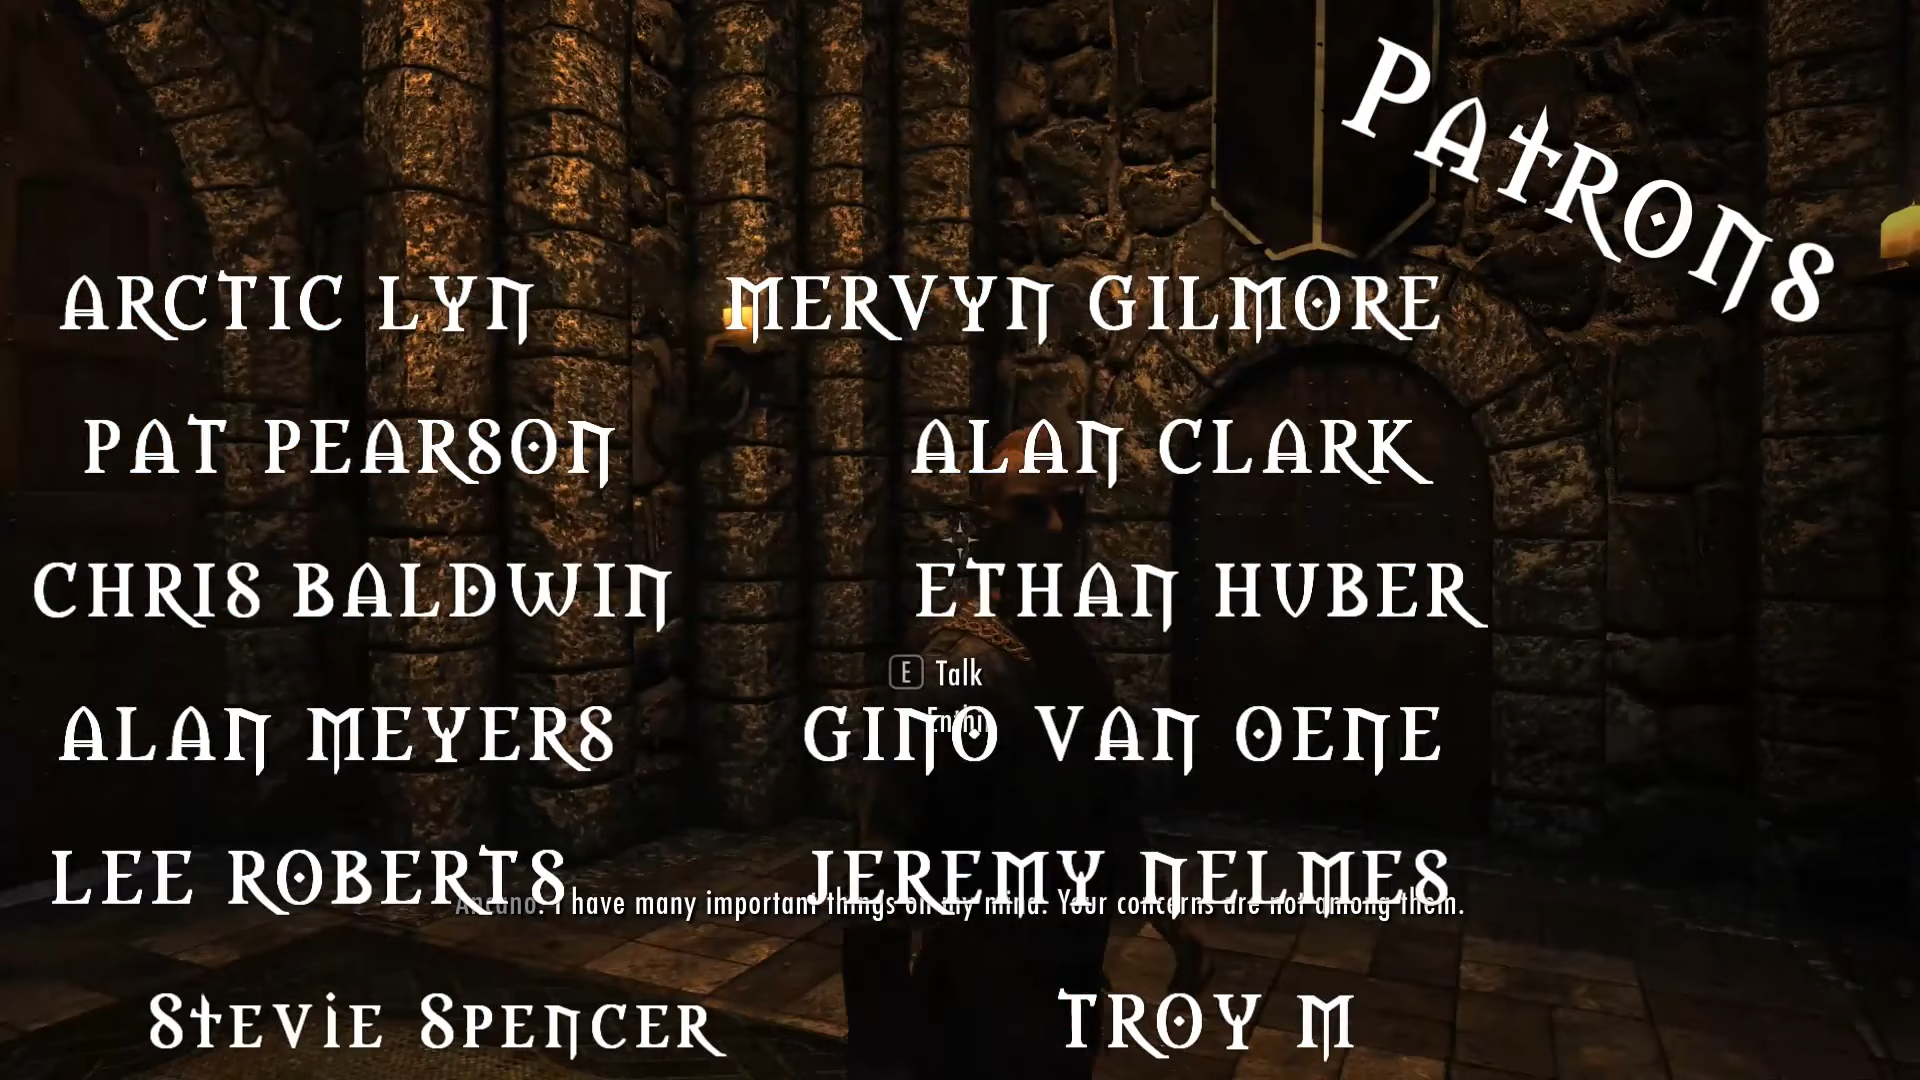 PATRONS
ARCTIC LYN MERVYN GILMORE
PAT PEARSON ALAN CLARK
CHRIS BALDWIN ETHAN HUBER
E Talk
Enthir
ALAN MEYERS GINO VAN OENE
LEE ROBERTS JEREMY NELMES
Ancano: I have many important things on my mind. Your concerns are not among them.
STEVIE SPENCER TROY M